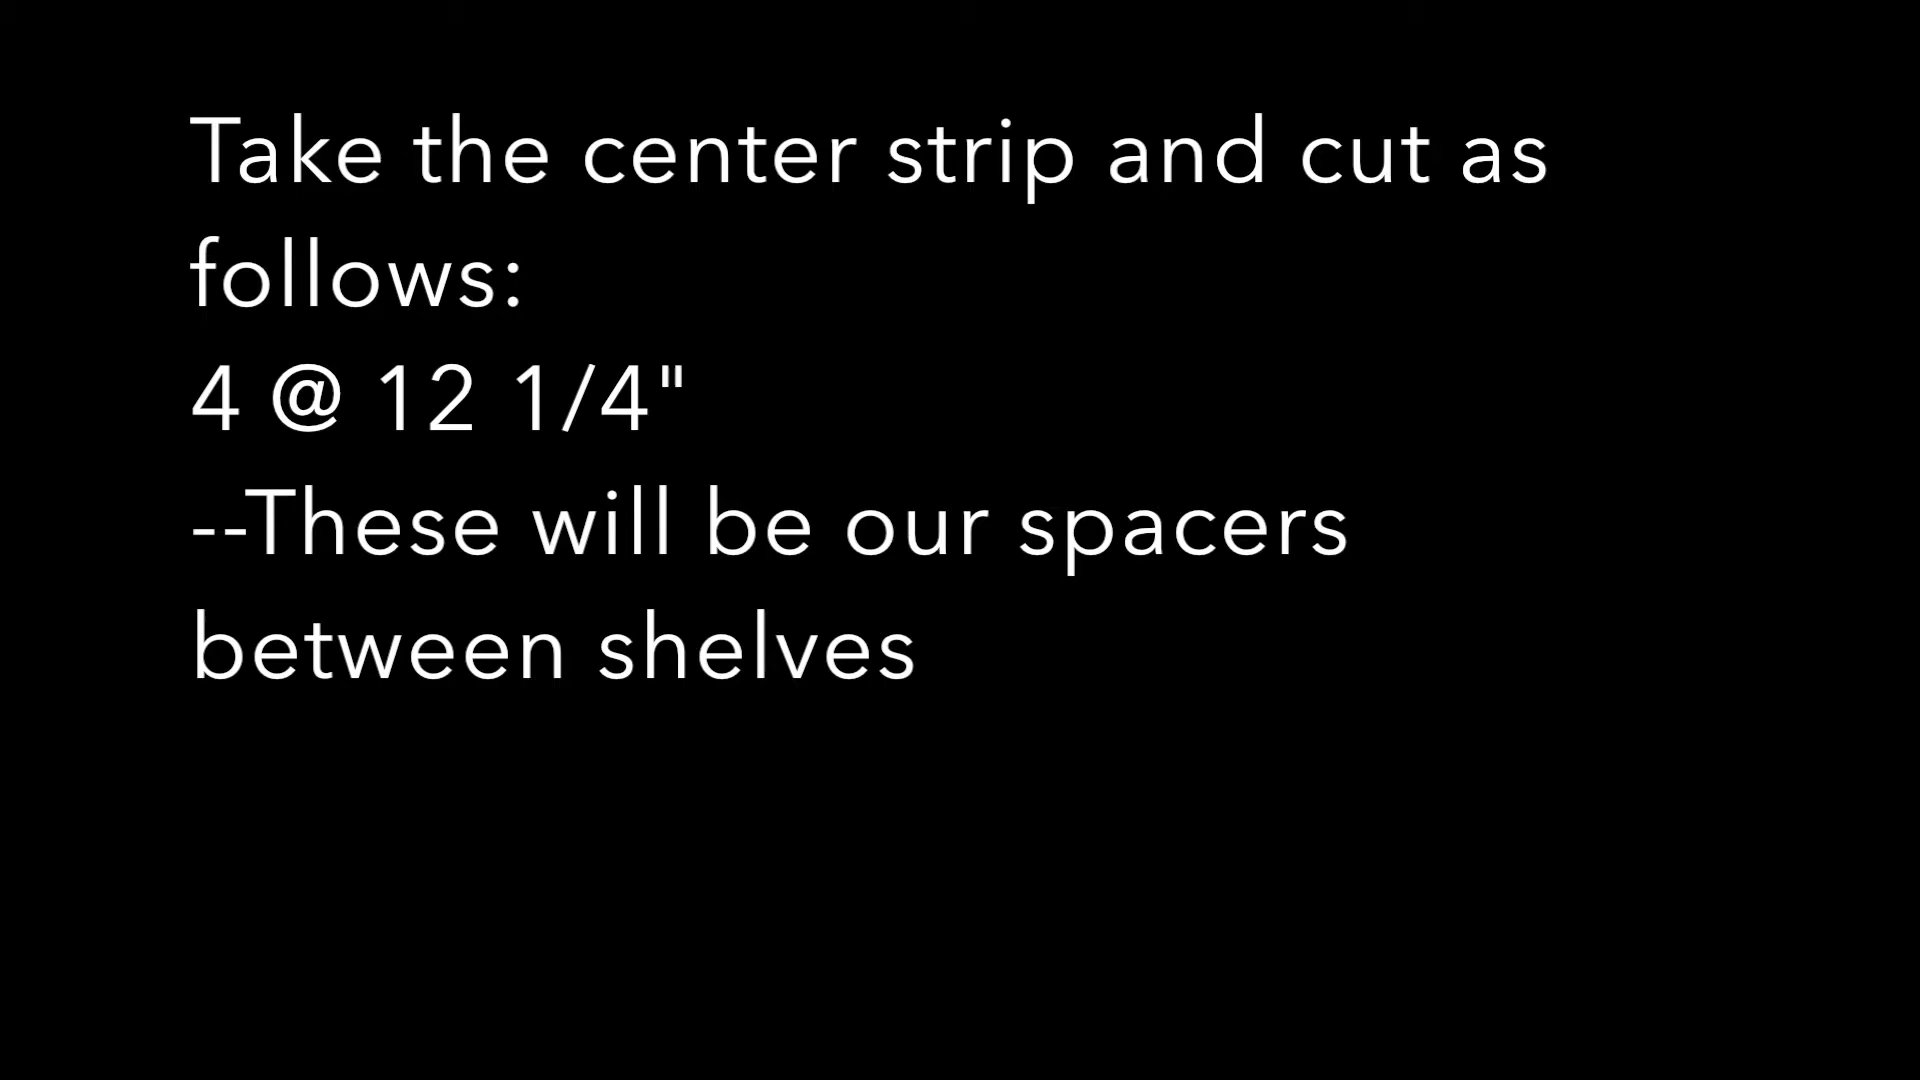 Take the center strip and cut as
follows:
4 @ 12 1/4"
--These will be our spacers
between shelves